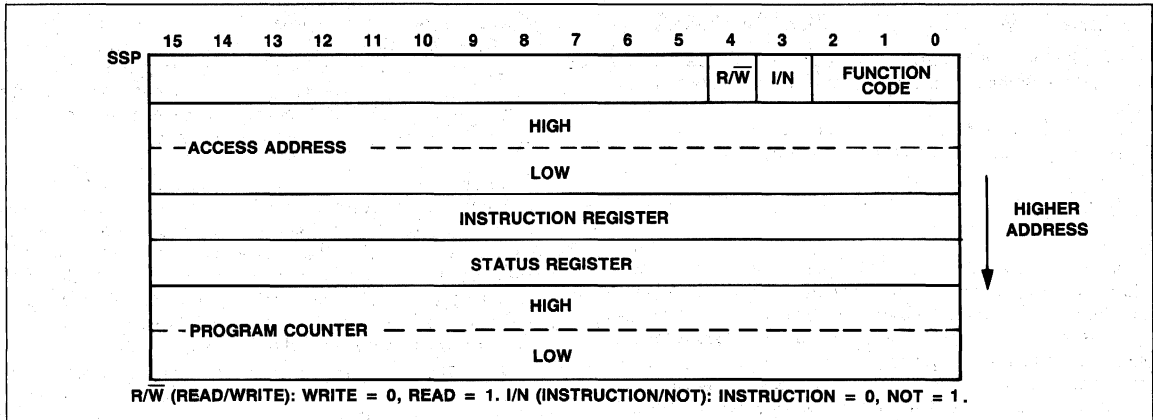 15 14 13 12 11 10 9 8 7 6 5 4 3 2 1 0
SSP
R/W̅ I/N FUNCTION
CODE
HIGH
ACCESS ADDRESS
LOW
INSTRUCTION REGISTER
HIGHER
ADDRESS
STATUS REGISTER
HIGH
PROGRAM COUNTER
LOW
R/W̅ (READ/WRITE): WRITE = 0, READ = 1. I/N (INSTRUCTION/NOT): INSTRUCTION = 0, NOT = 1.